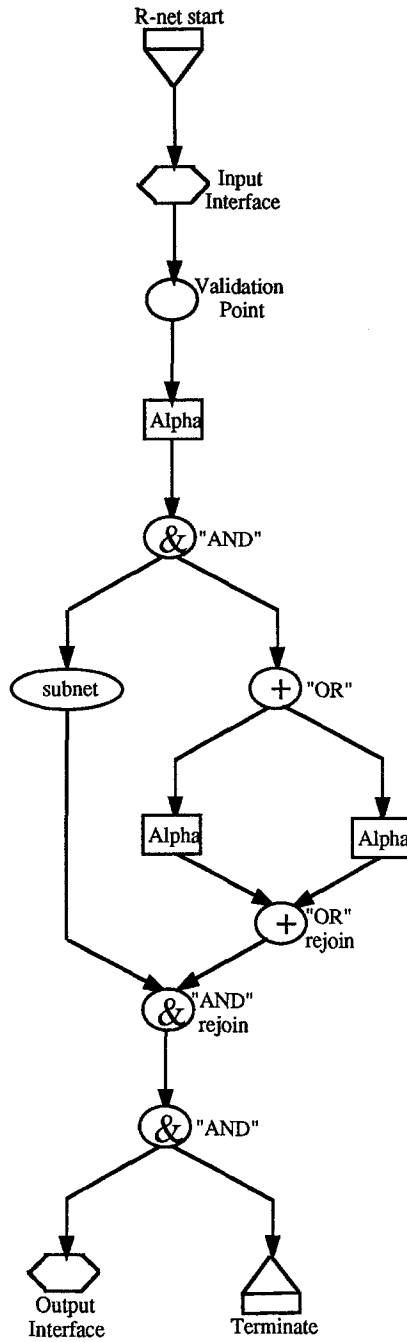 R-net start
Input
Interface
Validation
Point
Alpha
& "AND"
subnet
+ "OR"
Alpha
Alpha
+ "OR"
rejoin
& "AND"
rejoin
& "AND"
Output
Interface
Terminate